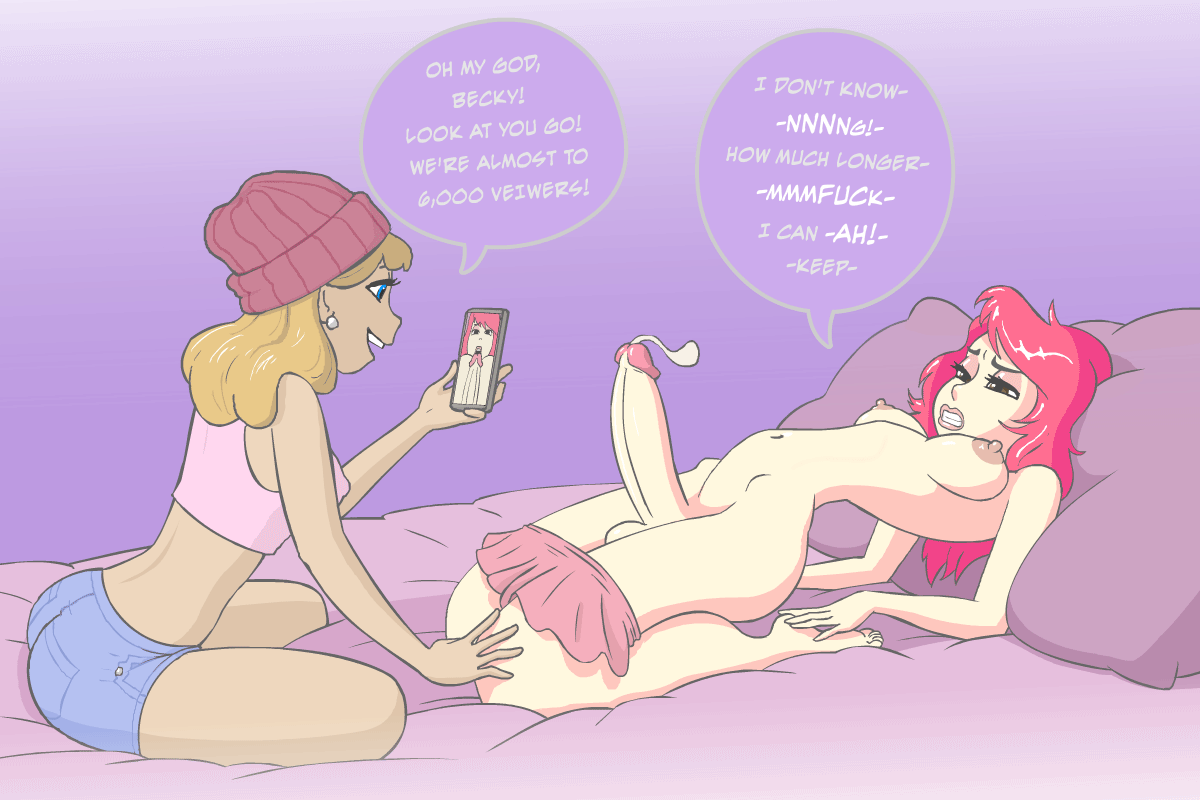 OH MY GOD,
BECKY!
LOOK AT YOU GO!
WE'RE ALMOST TO
6,000 VEIWERS!
I DON'T KNOW-
-NNNNG!-
HOW MUCH LONGER-
-MMMFUCK-
I CAN -AH!-
-KEEP-